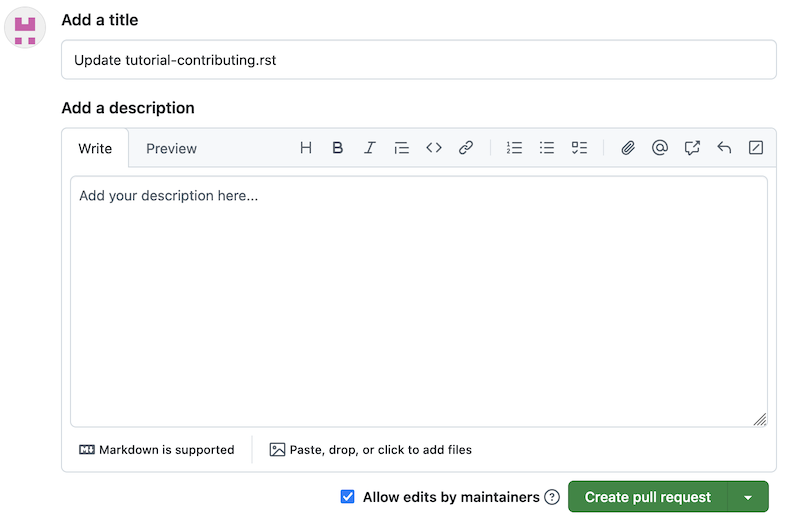 Add a title
Update tutorial-contributing.rst
Add a description
Write Preview H B I
Add your description here...
Markdown is supported Paste, drop, or click to add files
Allow edits by maintainers ? Create pull request